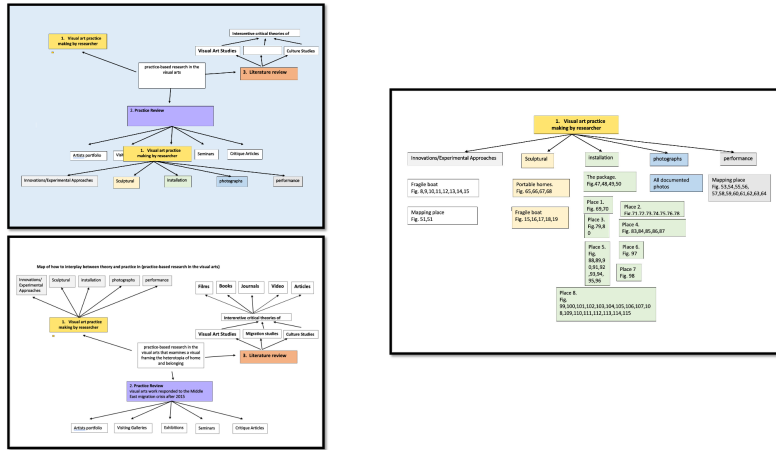 Interoentive critical theories of
1. Visual art practice
making by researcher
Visual Art Studies
Culture Studies
practice-based research in the
visual arts
3. Literature review
2. Practice Review
1. Visual art practice
making by researcher
Artists portfolio
Seminars
Critique Articles
Innovations/Experimental Approaches
Sculptural
installation
photographs
performance
Map of how to interplay between theory and practice in (practice-based research in the visual arts)
Innovations/
Experimental
Approaches
Sculptural
installation
photographs
performance
Films
Books
Journals
Video
Articles
1. Visual art practice
making by researcher
Interoentive critical theories of
Visual Art Studies
Migration studies
Culture Studies
practice-based research in the
visual arts that examines a visual
framing the heterotopia of home
and belonging
3. Literature review
2. Practice Review
visual arts work responded to the Middle
East migration crisis after 2015
Artists portfolio
Visiting Galleries
Exhibitions
Seminars
Critique Articles
1. Visual art practice
making by researcher
Innovations/Experimental Approaches
Sculptural
installation
photographs
performance
Fragile boat
Fig. 8,9,10,11,12,13,14,15
Mapping place
Fig. 51,51
Portable homes.
Fig. 65,66,67,68
Fragile boat
Fig. 15,16,17,18,19
The package.
Fig.47,48,49,50
Place 1.
Fig. 69,70
Place 2.
Fig.71,72,73,74,75,76,78
Place 3.
Fig.79,8
0
Place 4.
Fig. 83,84,85,86,87
Place 5.
Fig.
88,89,9
0,91,92
,93,94,
95,96
Place 6.
Fig. 97
Place 7
Fig. 98
Place 8.
Fig.
99,100,101,102,103,104,105,106,107,10
8,109,110,111,112,113,114,115
All documented
photos
Mapping place
Fig. 53,54,55,56,
57,58,59,60,61,62,63,64